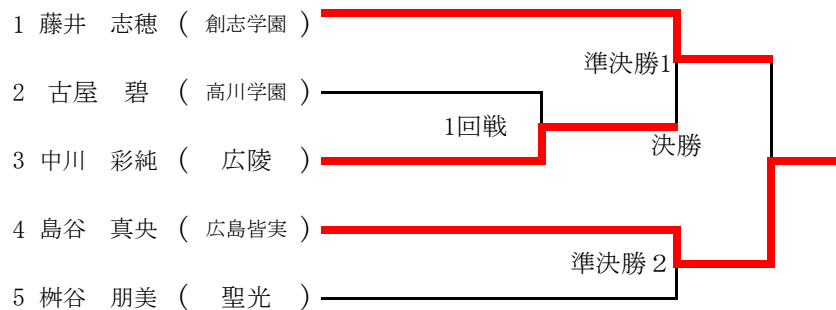 1 藤井 志穂 ( 創志学園 )
準決勝1
2 古屋 碧 ( 高川学園 )
1回戦
決勝
3 中川 彩純 ( 広陵 )
4 島谷 真央 ( 広島皆実 )
準決勝２
5 桝谷 朋美 ( 聖光 )